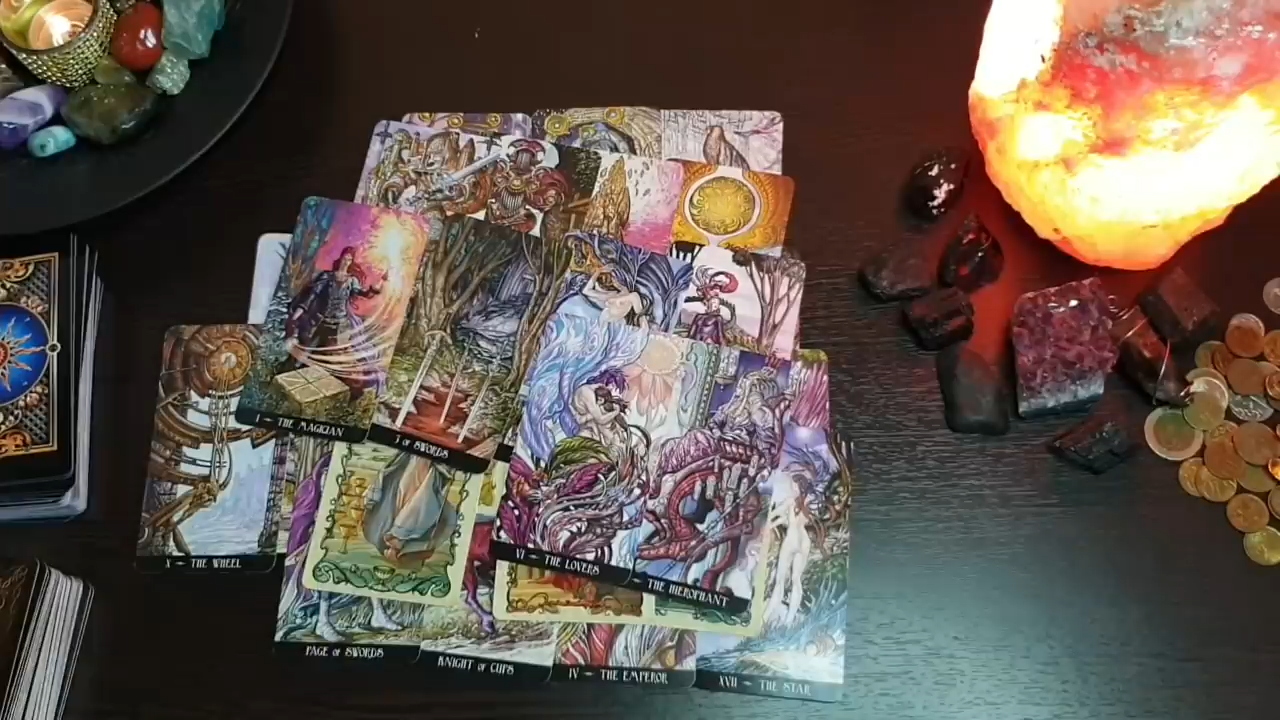 I - THE MAGICIAN
3 OF SWORDS
X - THE WHEEL
VI - THE LOVERS
THE HIEROPHANT
PAGE OF SWORDS
KNIGHT OF CUPS
IV - THE EMPEROR
XVII - THE STAR